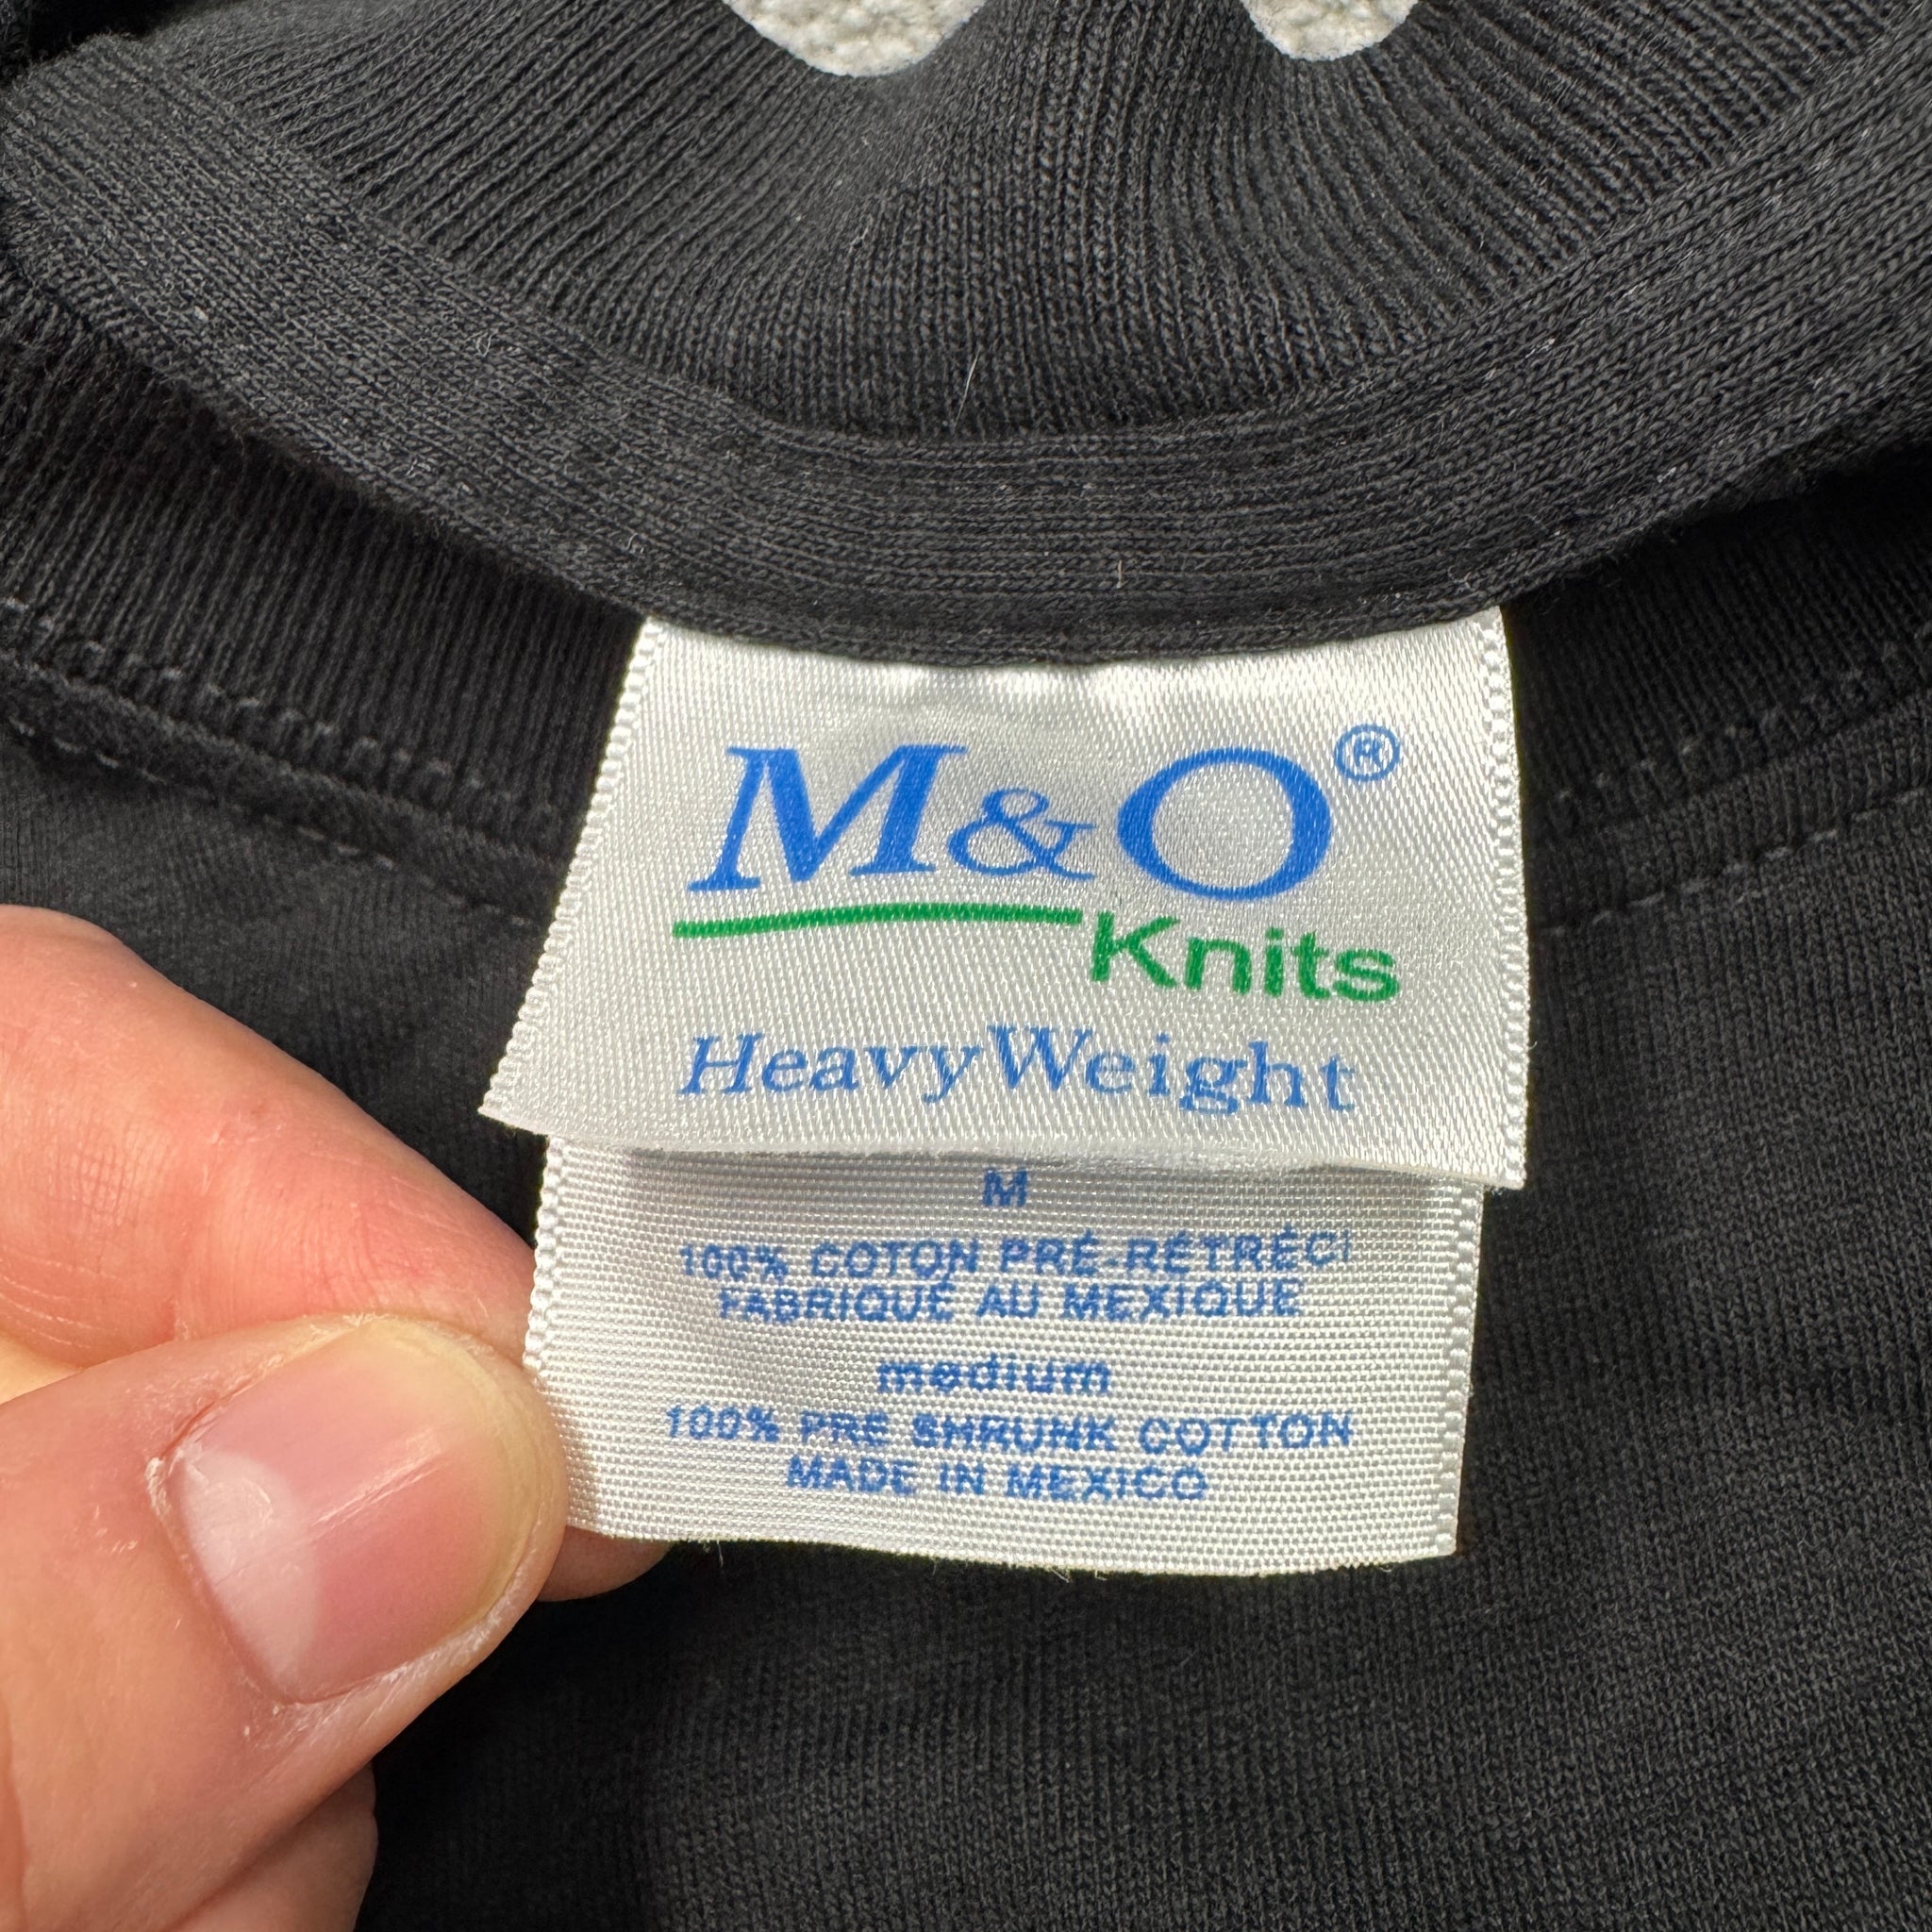 M&O®
Knits
HeavyWeight
M
100% COTON PRÉ-RÉTRÉCI
FABRIQUÉ AU MEXIQUE
medium
100% PRE SHRUNK COTTON
MADE IN MEXICO